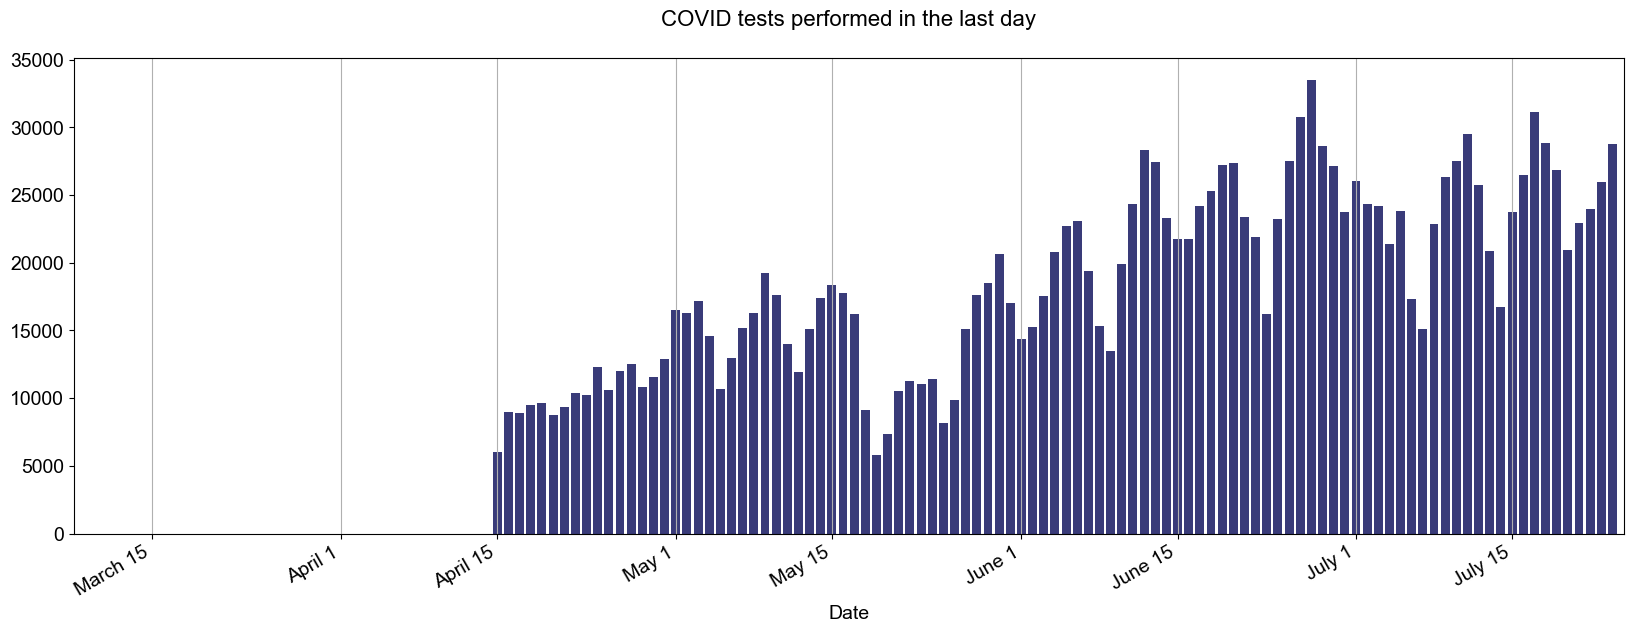 COVID tests performed in the last day
35000
30000
25000
20000
15000
10000
5000
0
March 15
April 1
April 15
May 1
May 15
June 1
June 15
July 1
July 15
Date